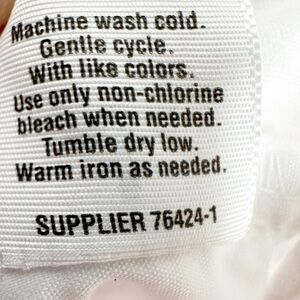 Machine wash cold.
Gentle cycle.
With like colors.
Use only non-chlorine
bleach when needed.
Tumble dry low.
Warm iron as needed.
SUPPLIER 76424-1